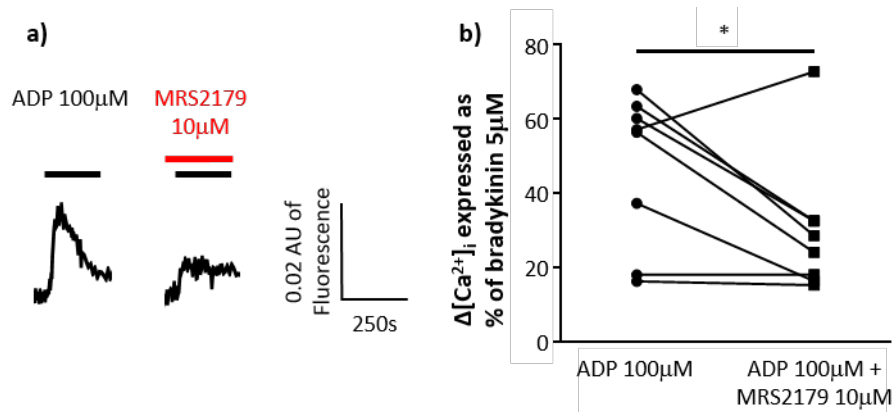 a)
ADP 100μM
MRS2179
10μM
0.02 AU of
Fluorescence
250s
b)
*
Δ[Ca²⁺]ᵢ expressed as
% of bradykinin 5μM
80
60
40
20
0
ADP 100μM
ADP 100μM +
MRS2179 10μM